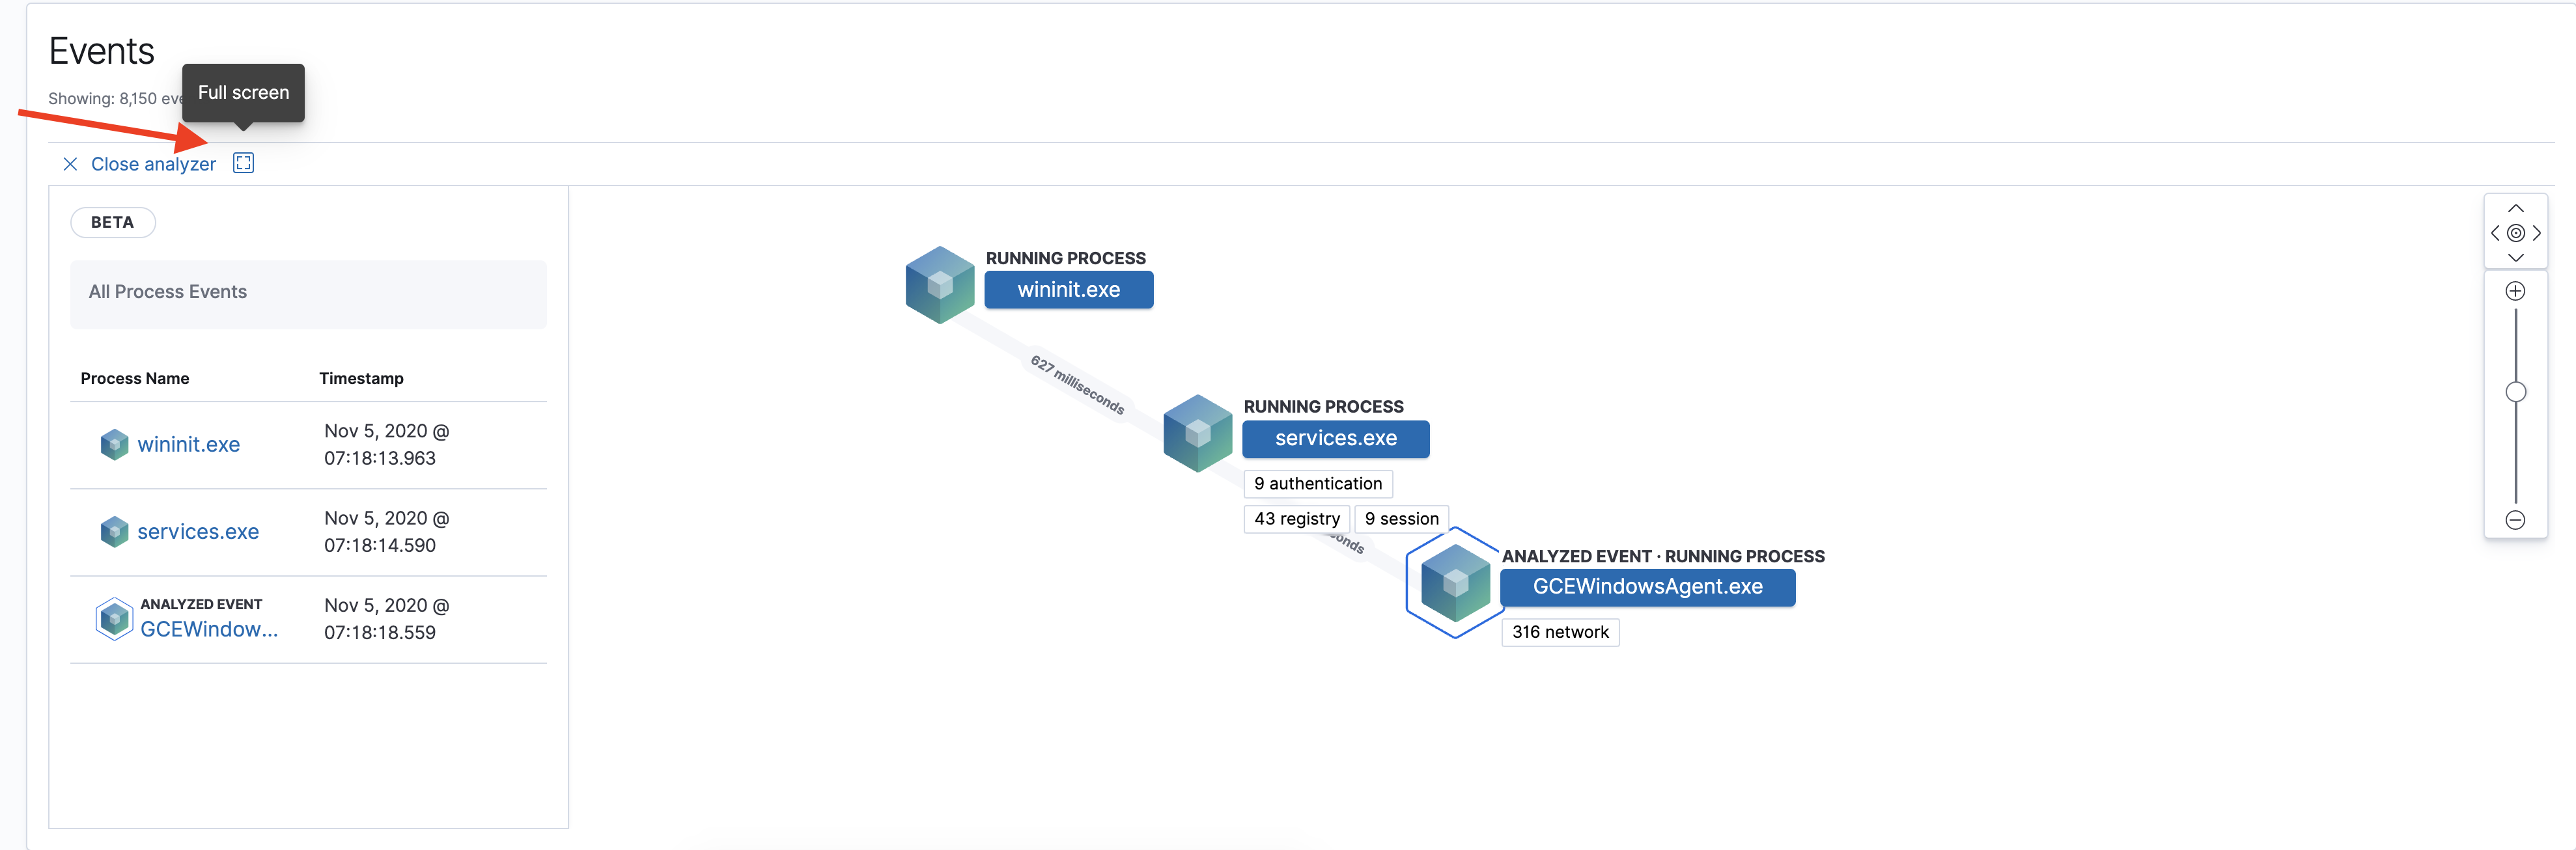 Events
Full screen
Showing: 8,150
Close analyzer
BETA
All Process Events
Process Name Timestamp
wininit.exe
Nov 5, 2020 @
07:18:13.963
services.exe
Nov 5, 2020 @
07:18:14.590
ANALYZED EVENT
GCEWindow...
Nov 5, 2020 @
07:18:18.559
RUNNING PROCESS
wininit.exe
627 milliseconds
RUNNING PROCESS
services.exe
9 authentication
43 registry 9 session
ANALYZED EVENT · RUNNING PROCESS
GCEWindowsAgent.exe
316 network